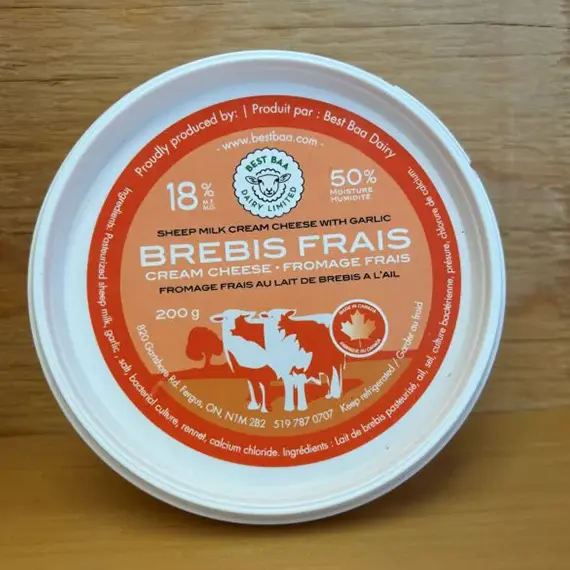 Proudly produced by: | Produit par : Best Baa Dairy
- www.bestbaa.com -
BEST BAA
DAIRY LIMITED
18%
M.F.
M.G.
50%
MOISTURE
HUMIDITÉ
SHEEP MILK CREAM CHEESE WITH GARLIC
BREBIS FRAIS
CREAM CHEESE • FROMAGE FRAIS
FROMAGE FRAIS AU LAIT DE BREBIS A L'AIL
200 g
MADE IN CANADA
820 Gartshore Rd. Fergus, ON, N1M 2B2 519 787 0707 Keep refrigerated / Garder au froid
Ingredients: Pasteurized sheep milk, garlic, salt, bacterial culture, rennet, calcium chloride. Ingrédients : Lait de brebis pasteurisé, ail, sel, culture bactérienne, présure, chlorure de calcium.